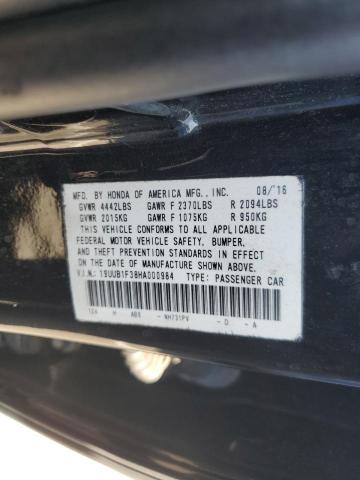 MFD. BY HONDA OF AMERICA MFG., INC. 08/'16
GVWR 4442LBS GAWR F 2370LBS R 2094LBS
GVWR 2015KG GAWR F 1075KG R 950KG
THIS VEHICLE CONFORMS TO ALL APPLICABLE
FEDERAL MOTOR VEHICLE SAFETY, BUMPER,
AND THEFT PREVENTION STANDARDS IN EFFECT
ON THE DATE OF MANUFACTURE SHOWN ABOVE.
V.I.N.: 19UUB1F38HA000964 TYPE: PASSENGER CAR
H -NH731PV -D -A